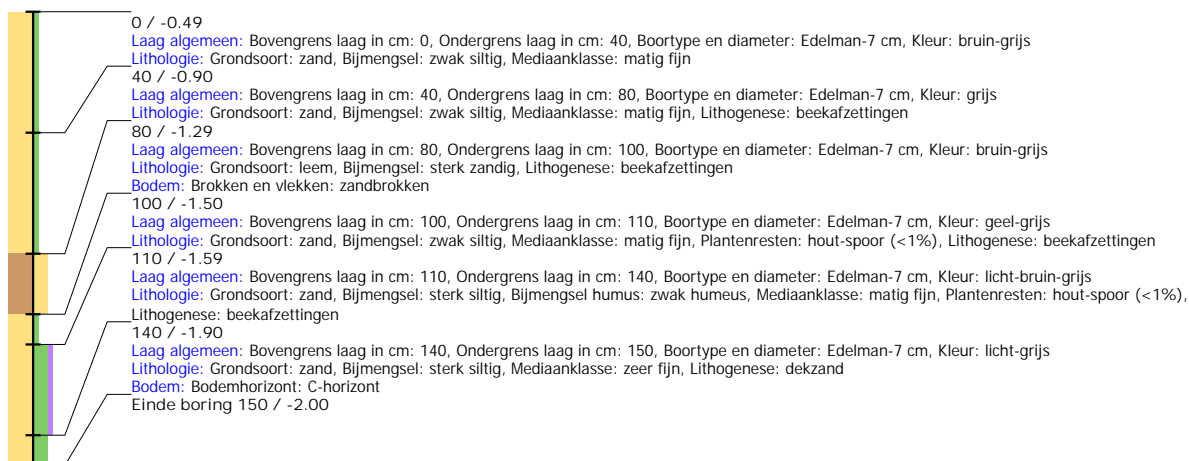 0 / -0.49
Laag algemeen: Bovengrens laag in cm: 0, Ondergrens laag in cm: 40, Boortype en diameter: Edelman-7 cm, Kleur: bruin-grijs
Lithologie: Grondsoort: zand, Bijmengsel: zwak siltig, Mediaanklasse: matig fijn
40 / -0.90
Laag algemeen: Bovengrens laag in cm: 40, Ondergrens laag in cm: 80, Boortype en diameter: Edelman-7 cm, Kleur: grijs
Lithologie: Grondsoort: zand, Bijmengsel: zwak siltig, Mediaanklasse: matig fijn, Lithogenese: beekafzettingen
80 / -1.29
Laag algemeen: Bovengrens laag in cm: 80, Ondergrens laag in cm: 100, Boortype en diameter: Edelman-7 cm, Kleur: bruin-grijs
Lithologie: Grondsoort: leem, Bijmengsel: sterk zandig, Lithogenese: beekafzettingen
Bodem: Brokken en vlekken: zandbrokken
100 / -1.50
Laag algemeen: Bovengrens laag in cm: 100, Ondergrens laag in cm: 110, Boortype en diameter: Edelman-7 cm, Kleur: geel-grijs
Lithologie: Grondsoort: zand, Bijmengsel: zwak siltig, Mediaanklasse: matig fijn, Plantenresten: hout-spoor (<1%), Lithogenese: beekafzettingen
110 / -1.59
Laag algemeen: Bovengrens laag in cm: 110, Ondergrens laag in cm: 140, Boortype en diameter: Edelman-7 cm, Kleur: licht-bruin-grijs
Lithologie: Grondsoort: zand, Bijmengsel: sterk siltig, Bijmengsel humus: zwak humeus, Mediaanklasse: matig fijn, Plantenresten: hout-spoor (<1%),
Lithogenese: beekafzettingen
140 / -1.90
Laag algemeen: Bovengrens laag in cm: 140, Ondergrens laag in cm: 150, Boortype en diameter: Edelman-7 cm, Kleur: licht-grijs
Lithologie: Grondsoort: zand, Bijmengsel: sterk siltig, Mediaanklasse: zeer fijn, Lithogenese: dekzand
Bodem: Bodemhorizont: C-horizont
Einde boring 150 / -2.00